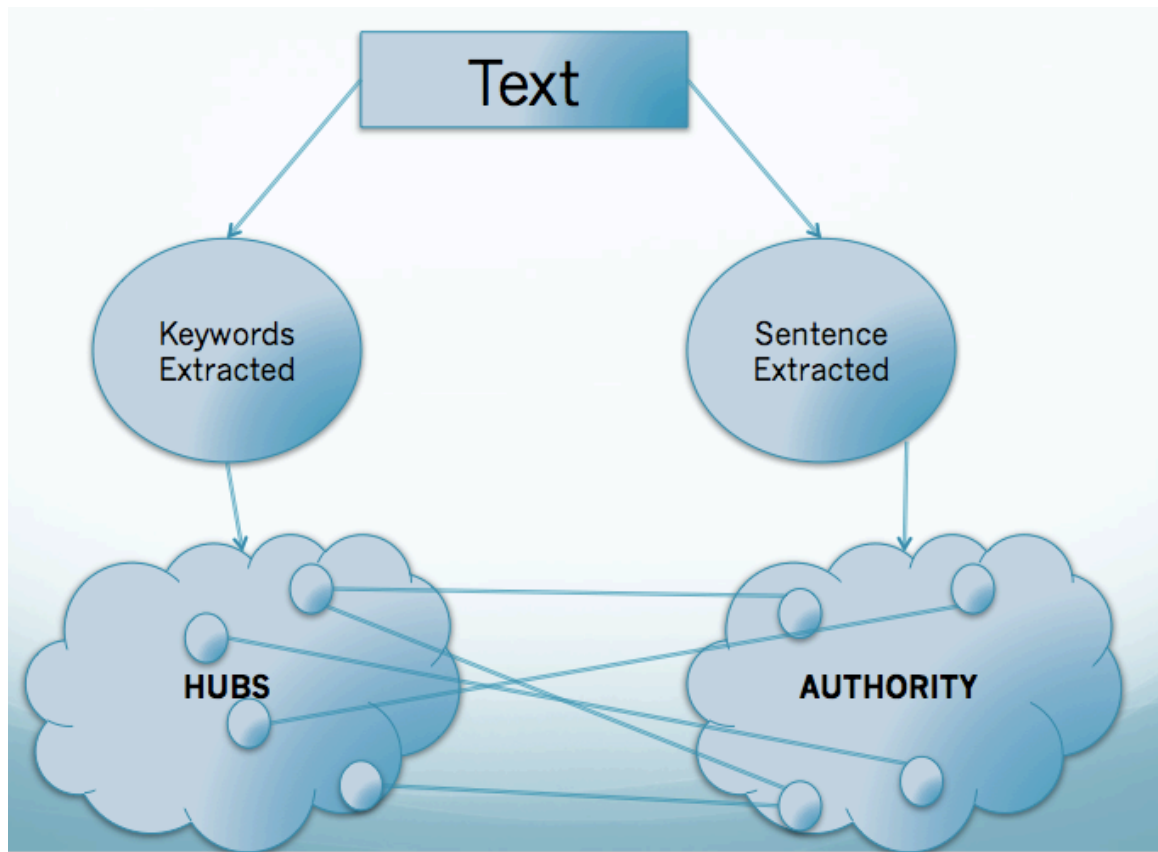 Text
Keywords
Extracted
Sentence
Extracted
HUBS
AUTHORITY